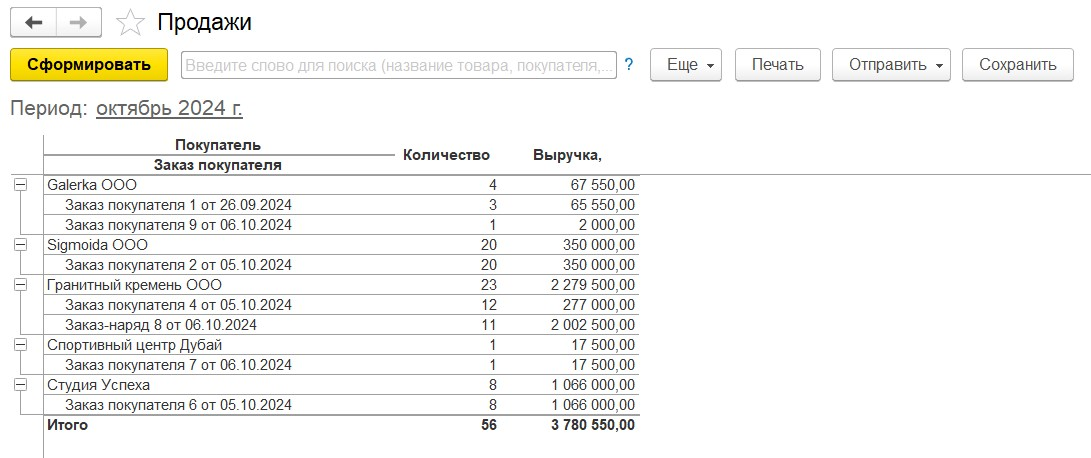 Продажи
Сформировать Введите слово для поиска (название товара, покупателя,... ? Еще Печать Отправить Сохранить
Период: октябрь 2024 г.
Покупатель Количество Выручка,
Заказ покупателя
Galerka ООО 4 67 550,00
Заказ покупателя 1 от 26.09.2024 3 65 550,00
Заказ покупателя 9 от 06.10.2024 1 2 000,00
Sigmoida ООО 20 350 000,00
Заказ покупателя 2 от 05.10.2024 20 350 000,00
Гранитный кремень ООО 23 2 279 500,00
Заказ покупателя 4 от 05.10.2024 12 277 000,00
Заказ-наряд 8 от 06.10.2024 11 2 002 500,00
Спортивный центр Дубай 1 17 500,00
Заказ покупателя 7 от 06.10.2024 1 17 500,00
Студия Успеха 8 1 066 000,00
Заказ покупателя 6 от 05.10.2024 8 1 066 000,00
Итого 56 3 780 550,00